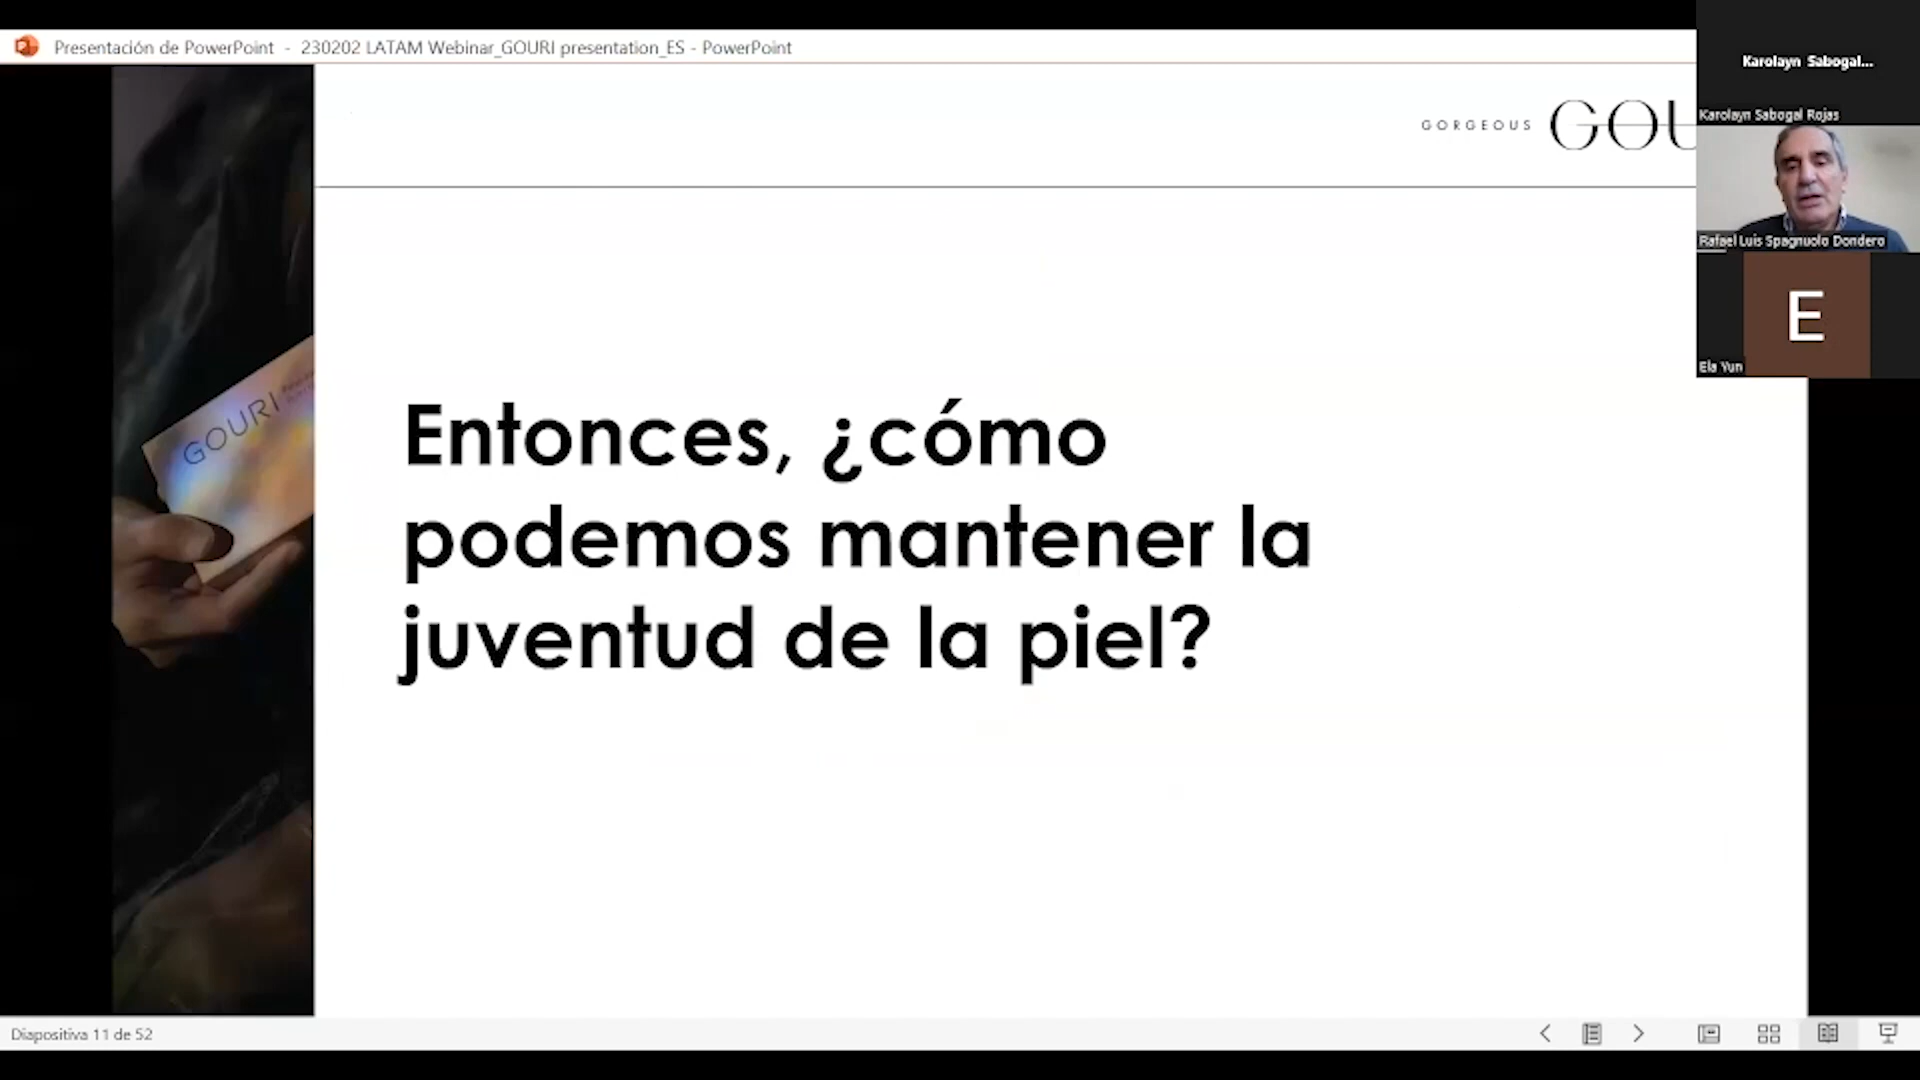 Presentación de PowerPoint - 230202 LATAM Webinar_GOURI presentation_ES - PowerPoint
Karolayn Sabogal...
Karolayn Sabogal Rojas
GORGEOUS GOU
Rafael Luis Spagnuolo Dondero
E
Ela Yun
GOURI
Entonces, ¿cómo
podemos mantener la
juventud de la piel?
Diapositiva 11 de 52